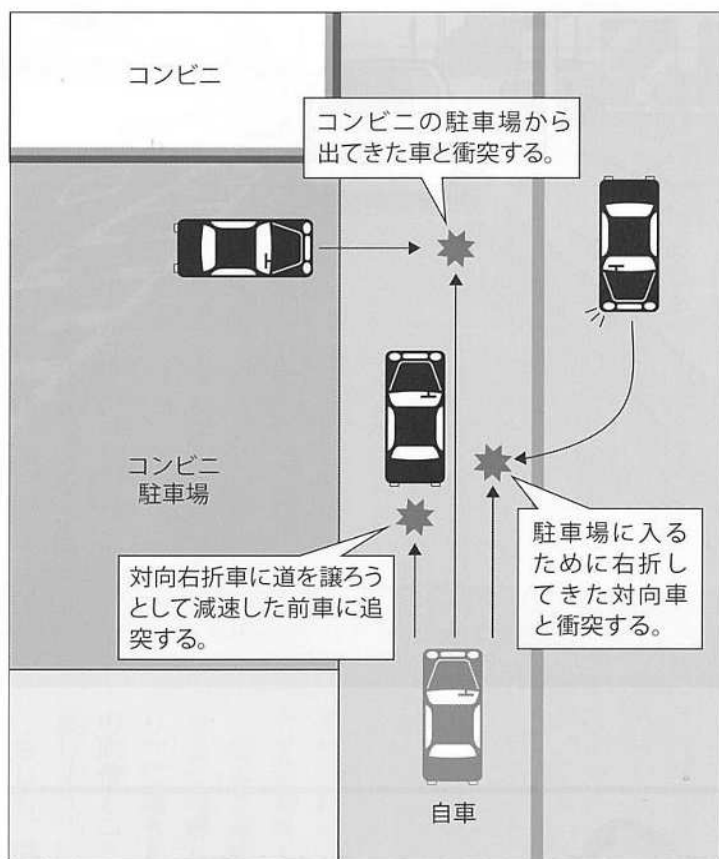 コンビニ
コンビニの駐車場から
出てきた車と衝突する。
コンビニ
駐車場
対向右折車に道を譲ろう
として減速した前車に追
突する。
駐車場に入る
ために右折し
てきた対向車
と衝突する。
自車